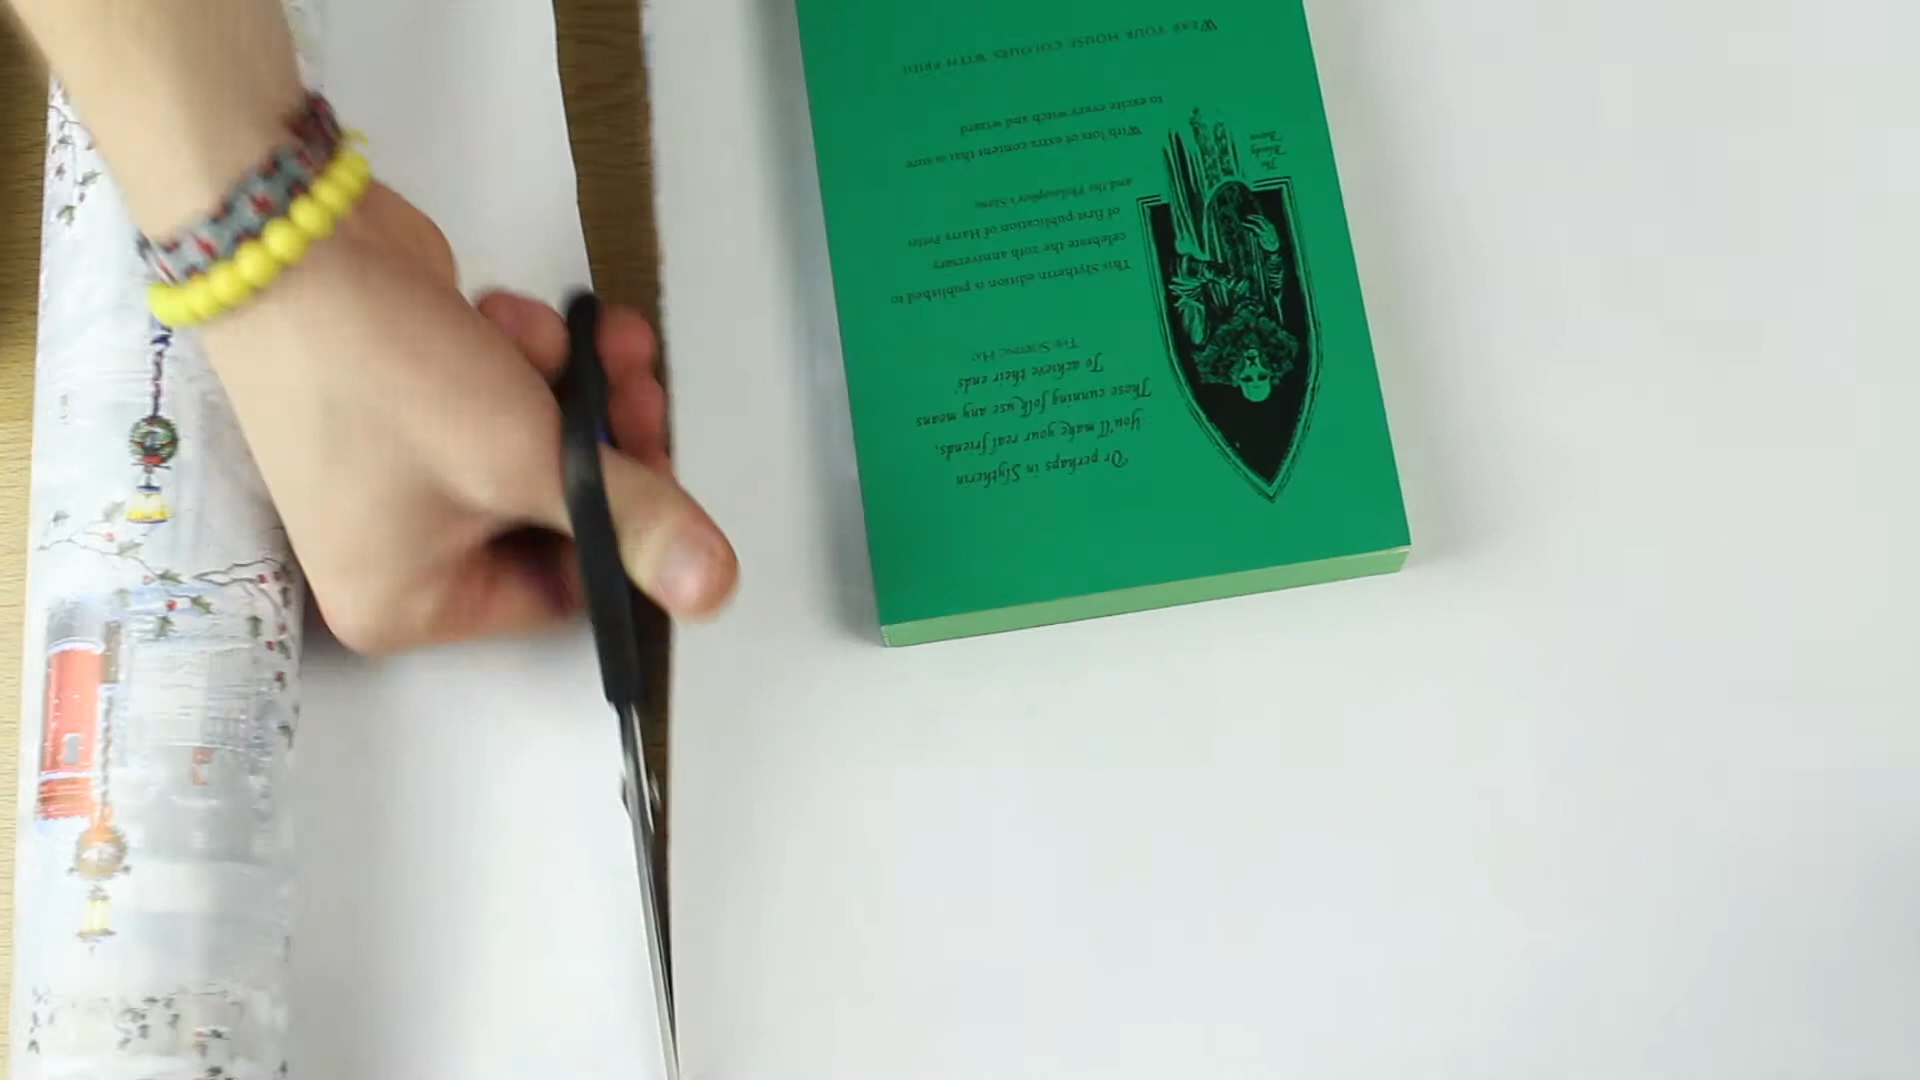 Or perhaps in Slytherin
You'll make your real friends,
Those cunning folk use any means
To achieve their ends
The Sorting Hat
This Slytherin edition is published to
celebrate the 20th anniversary
of first publication of Harry Potter
and the Philosopher's Stone
With lots of extra content that is sure
to excite every witch and wizard
WEAR YOUR HOUSE COLOURS WITH PRIDE
The
Bloody
Baron